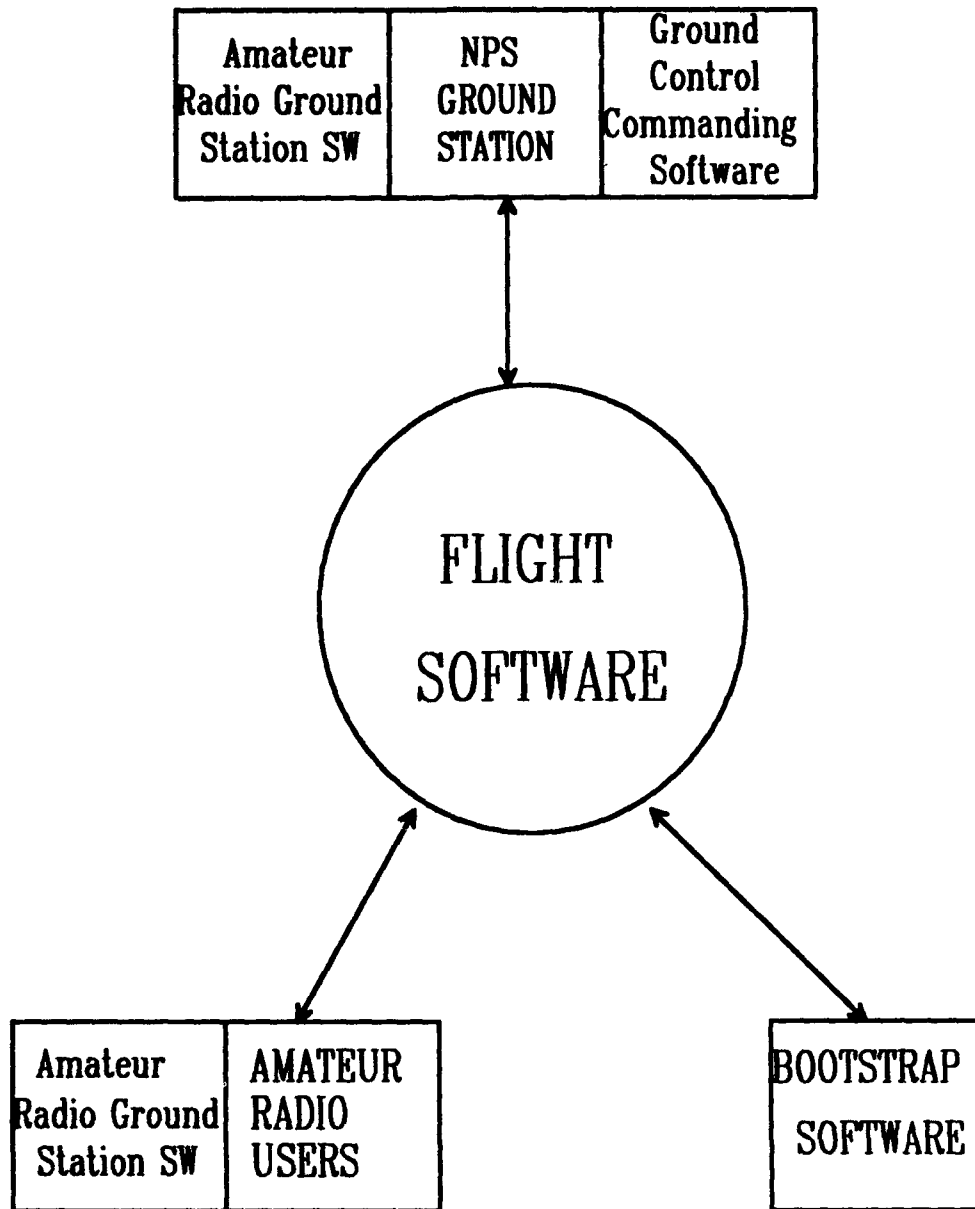 Amateur
Radio Ground
Station SW
NPS
GROUND
STATION
Ground
Control
Commanding
Software
FLIGHT
SOFTWARE
Amateur
Radio Ground
Station SW
AMATEUR
RADIO
USERS
BOOTSTRAP
SOFTWARE